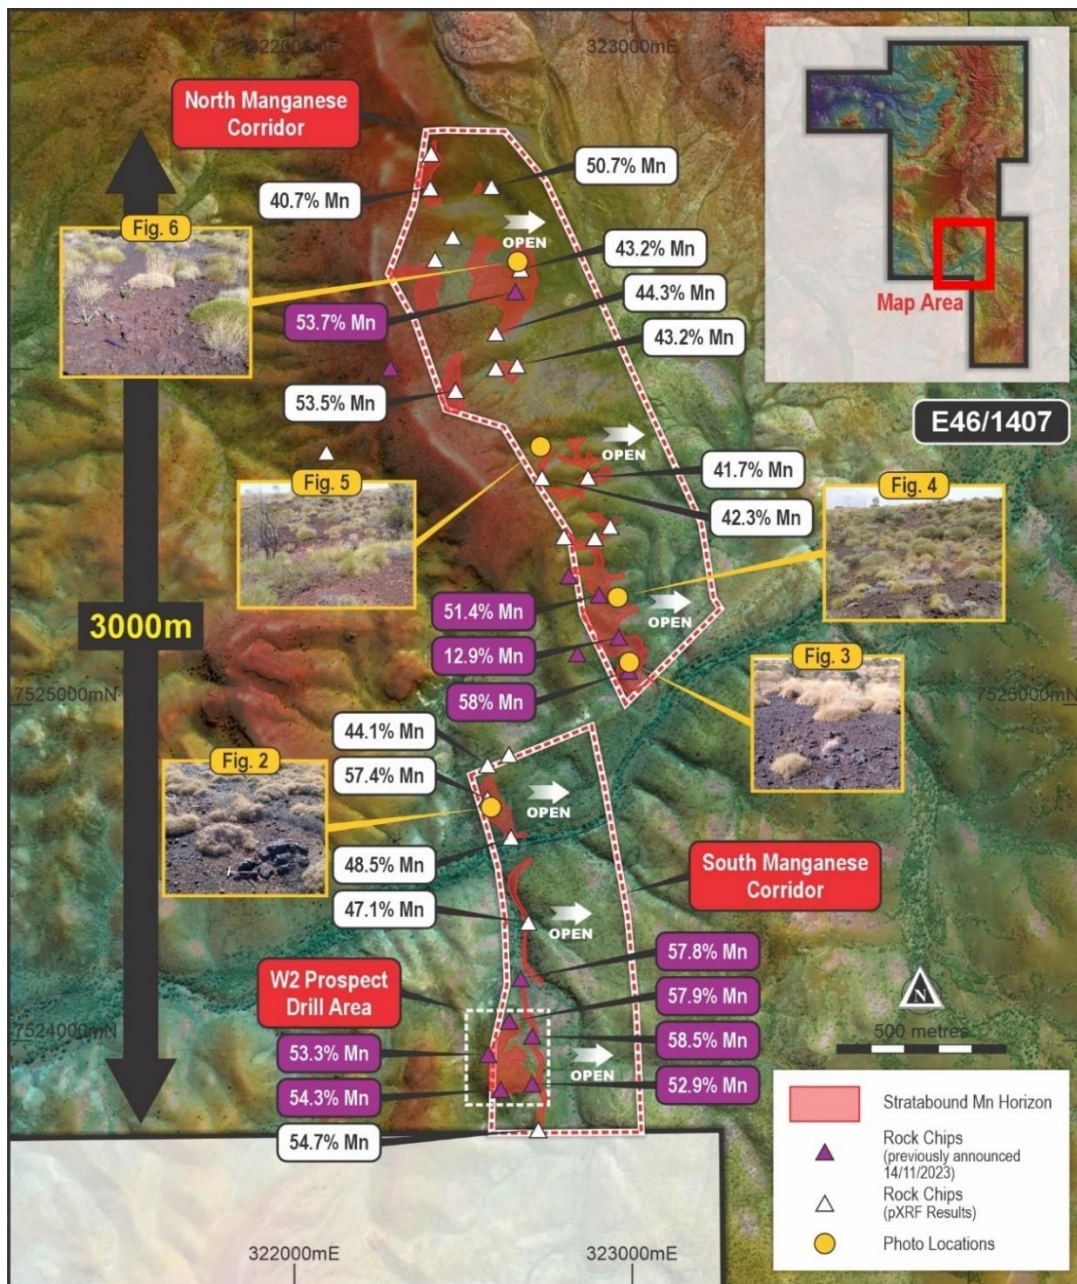 322000mE
323000mE
North Manganese
Corridor
50.7% Mn
40.7% Mn
Fig. 6
OPEN
43.2% Mn
44.3% Mn
Map Area
53.7% Mn
43.2% Mn
53.5% Mn
E46/1407
OPEN
41.7% Mn
Fig. 5
Fig. 4
42.3% Mn
3000m
51.4% Mn
OPEN
12.9% Mn
Fig. 3
58% Mn
7525000mN
7525000mN
44.1% Mn
Fig. 2
57.4% Mn
OPEN
48.5% Mn
South Manganese
Corridor
47.1% Mn
OPEN
57.8% Mn
W2 Prospect
Drill Area
57.9% Mn
N
7524000mN
500 metres
53.3% Mn
58.5% Mn
OPEN
54.3% Mn
52.9% Mn
Stratabound Mn Horizon
54.7% Mn
Rock Chips
(previously announced
14/11/2023)
Rock Chips
(pXRF Results)
Photo Locations
322000mE
323000mE